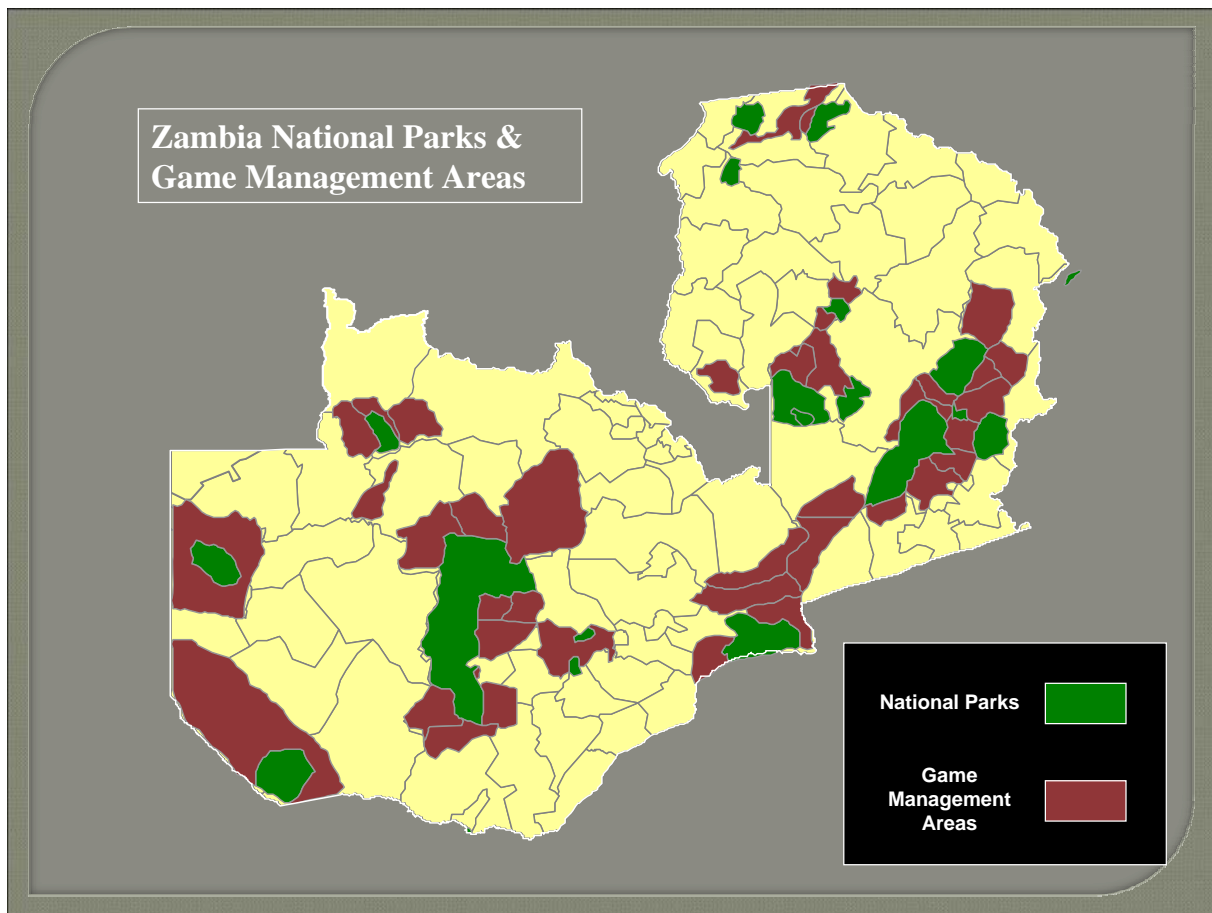 Zambia National Parks &
Game Management Areas
National Parks
Game
Management
Areas